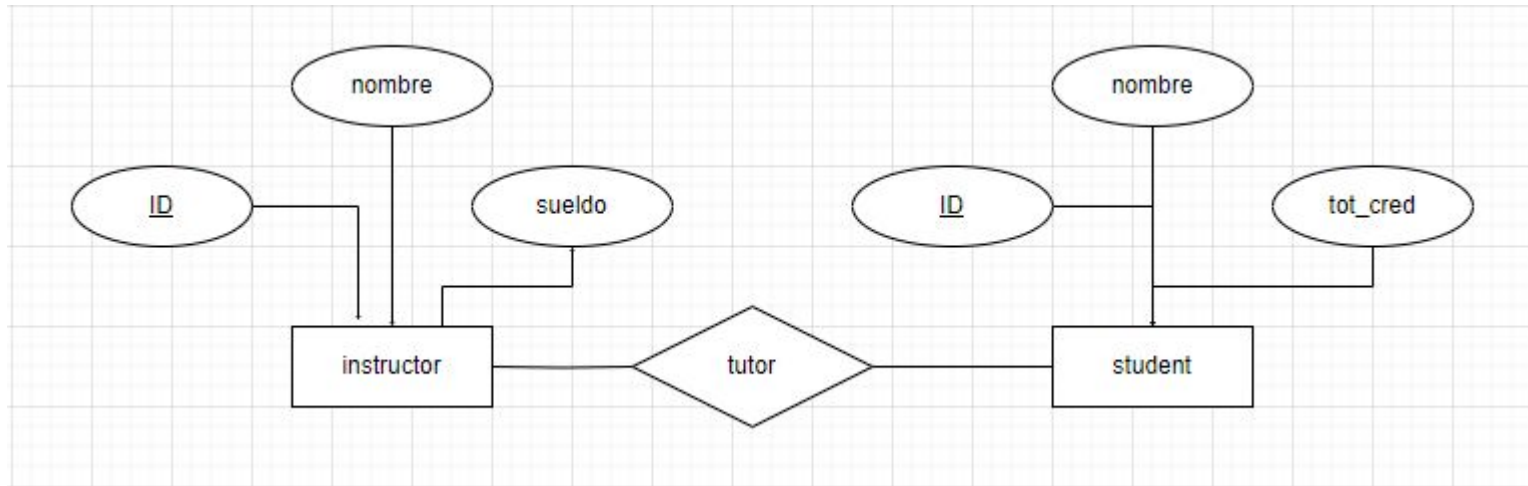 nombre
nombre
ID
sueldo
ID
tot_cred
instructor
tutor
student